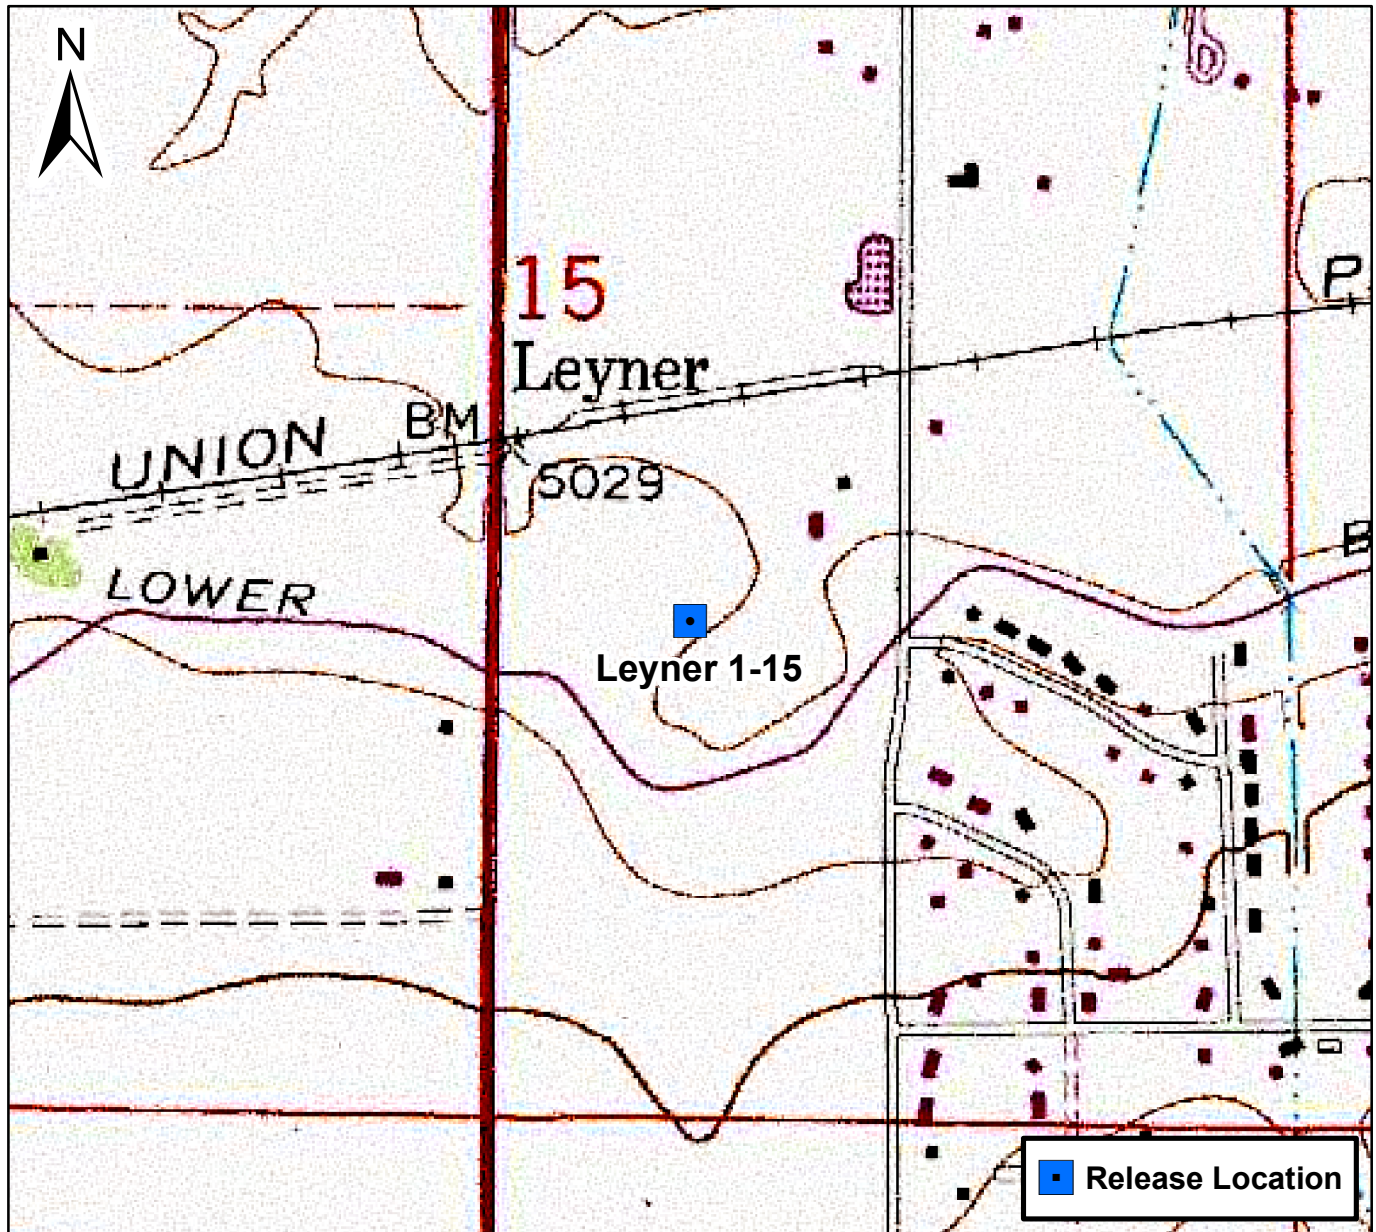 N
15
P
Leyner
BM
UNION
5029
B
LOWER
Leyner 1-15
Release Location